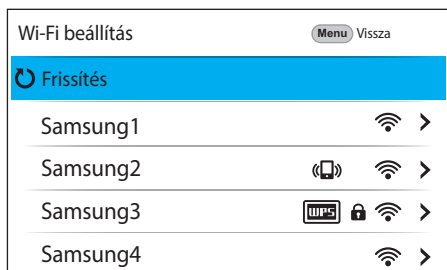 Wi-Fi beállítás Menu Vissza
Frissítés
Samsung1
Samsung2
Samsung3 WPS
Samsung4